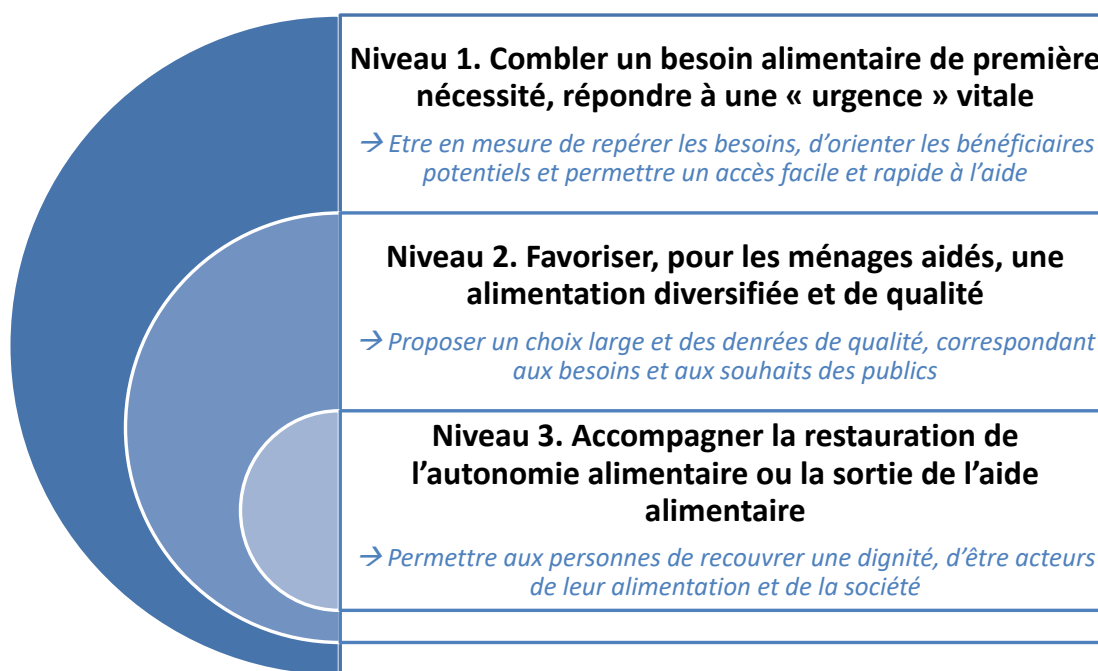 Niveau 1. Combler un besoin alimentaire de première
nécessité, répondre à une « urgence » vitale
→ Etre en mesure de repérer les besoins, d’orienter les bénéficiaires
potentiels et permettre un accès facile et rapide à l’aide
Niveau 2. Favoriser, pour les ménages aidés, une
alimentation diversifiée et de qualité
→ Proposer un choix large et des denrées de qualité, correspondant
aux besoins et aux souhaits des publics
Niveau 3. Accompagner la restauration de
l’autonomie alimentaire ou la sortie de l’aide
alimentaire
→ Permettre aux personnes de recouvrer une dignité, d’être acteurs
de leur alimentation et de la société